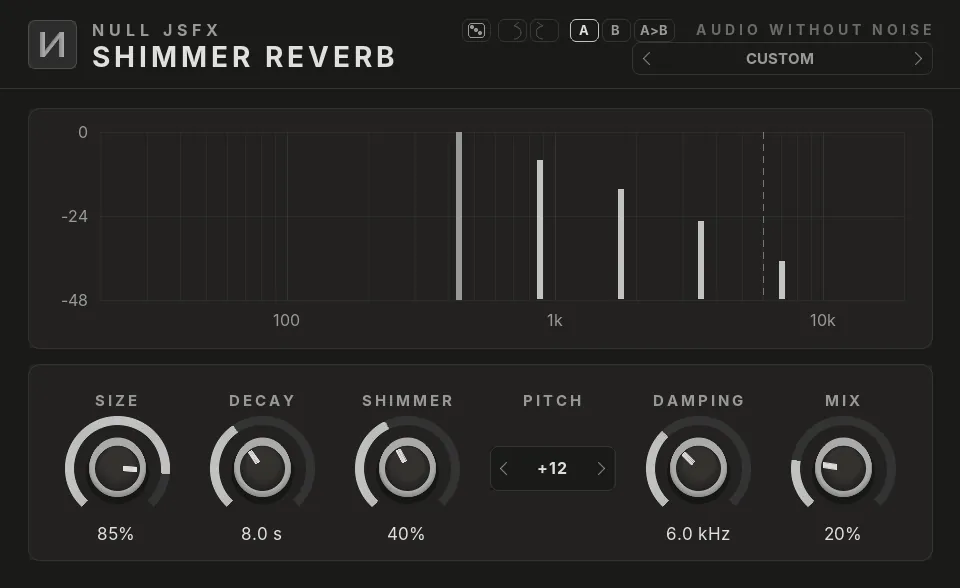 NULL JSFX
SHIMMER REVERB
A
B
A>B
AUDIO WITHOUT NOISE
CUSTOM
0
-24
-48
100
1k
10k
SIZE
DECAY
SHIMMER
PITCH
DAMPING
MIX
+12
85%
8.0 s
40%
6.0 kHz
20%